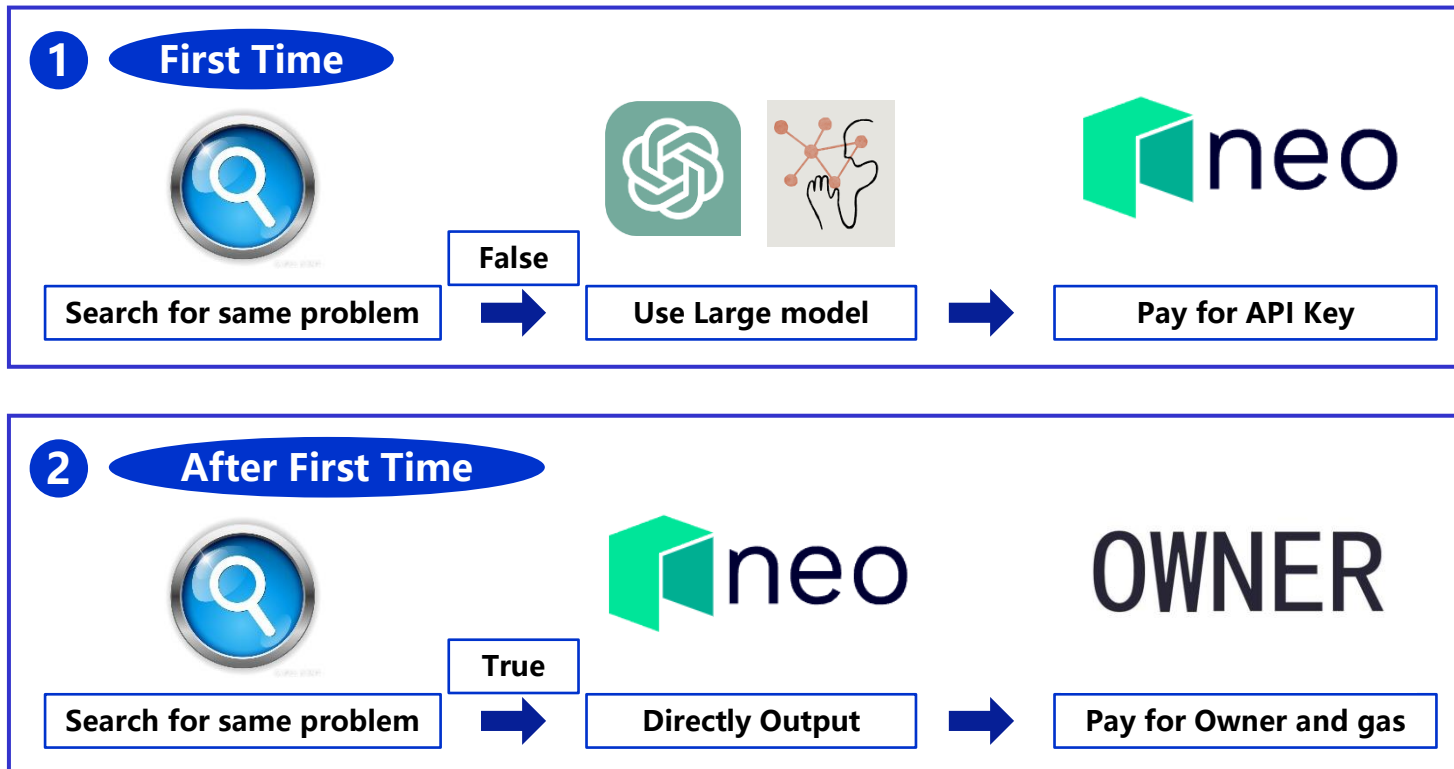 1
First Time
neo
False
Search for same problem
Use Large model
Pay for API Key
2
After First Time
neo
OWNER
True
Search for same problem
Directly Output
Pay for Owner and gas